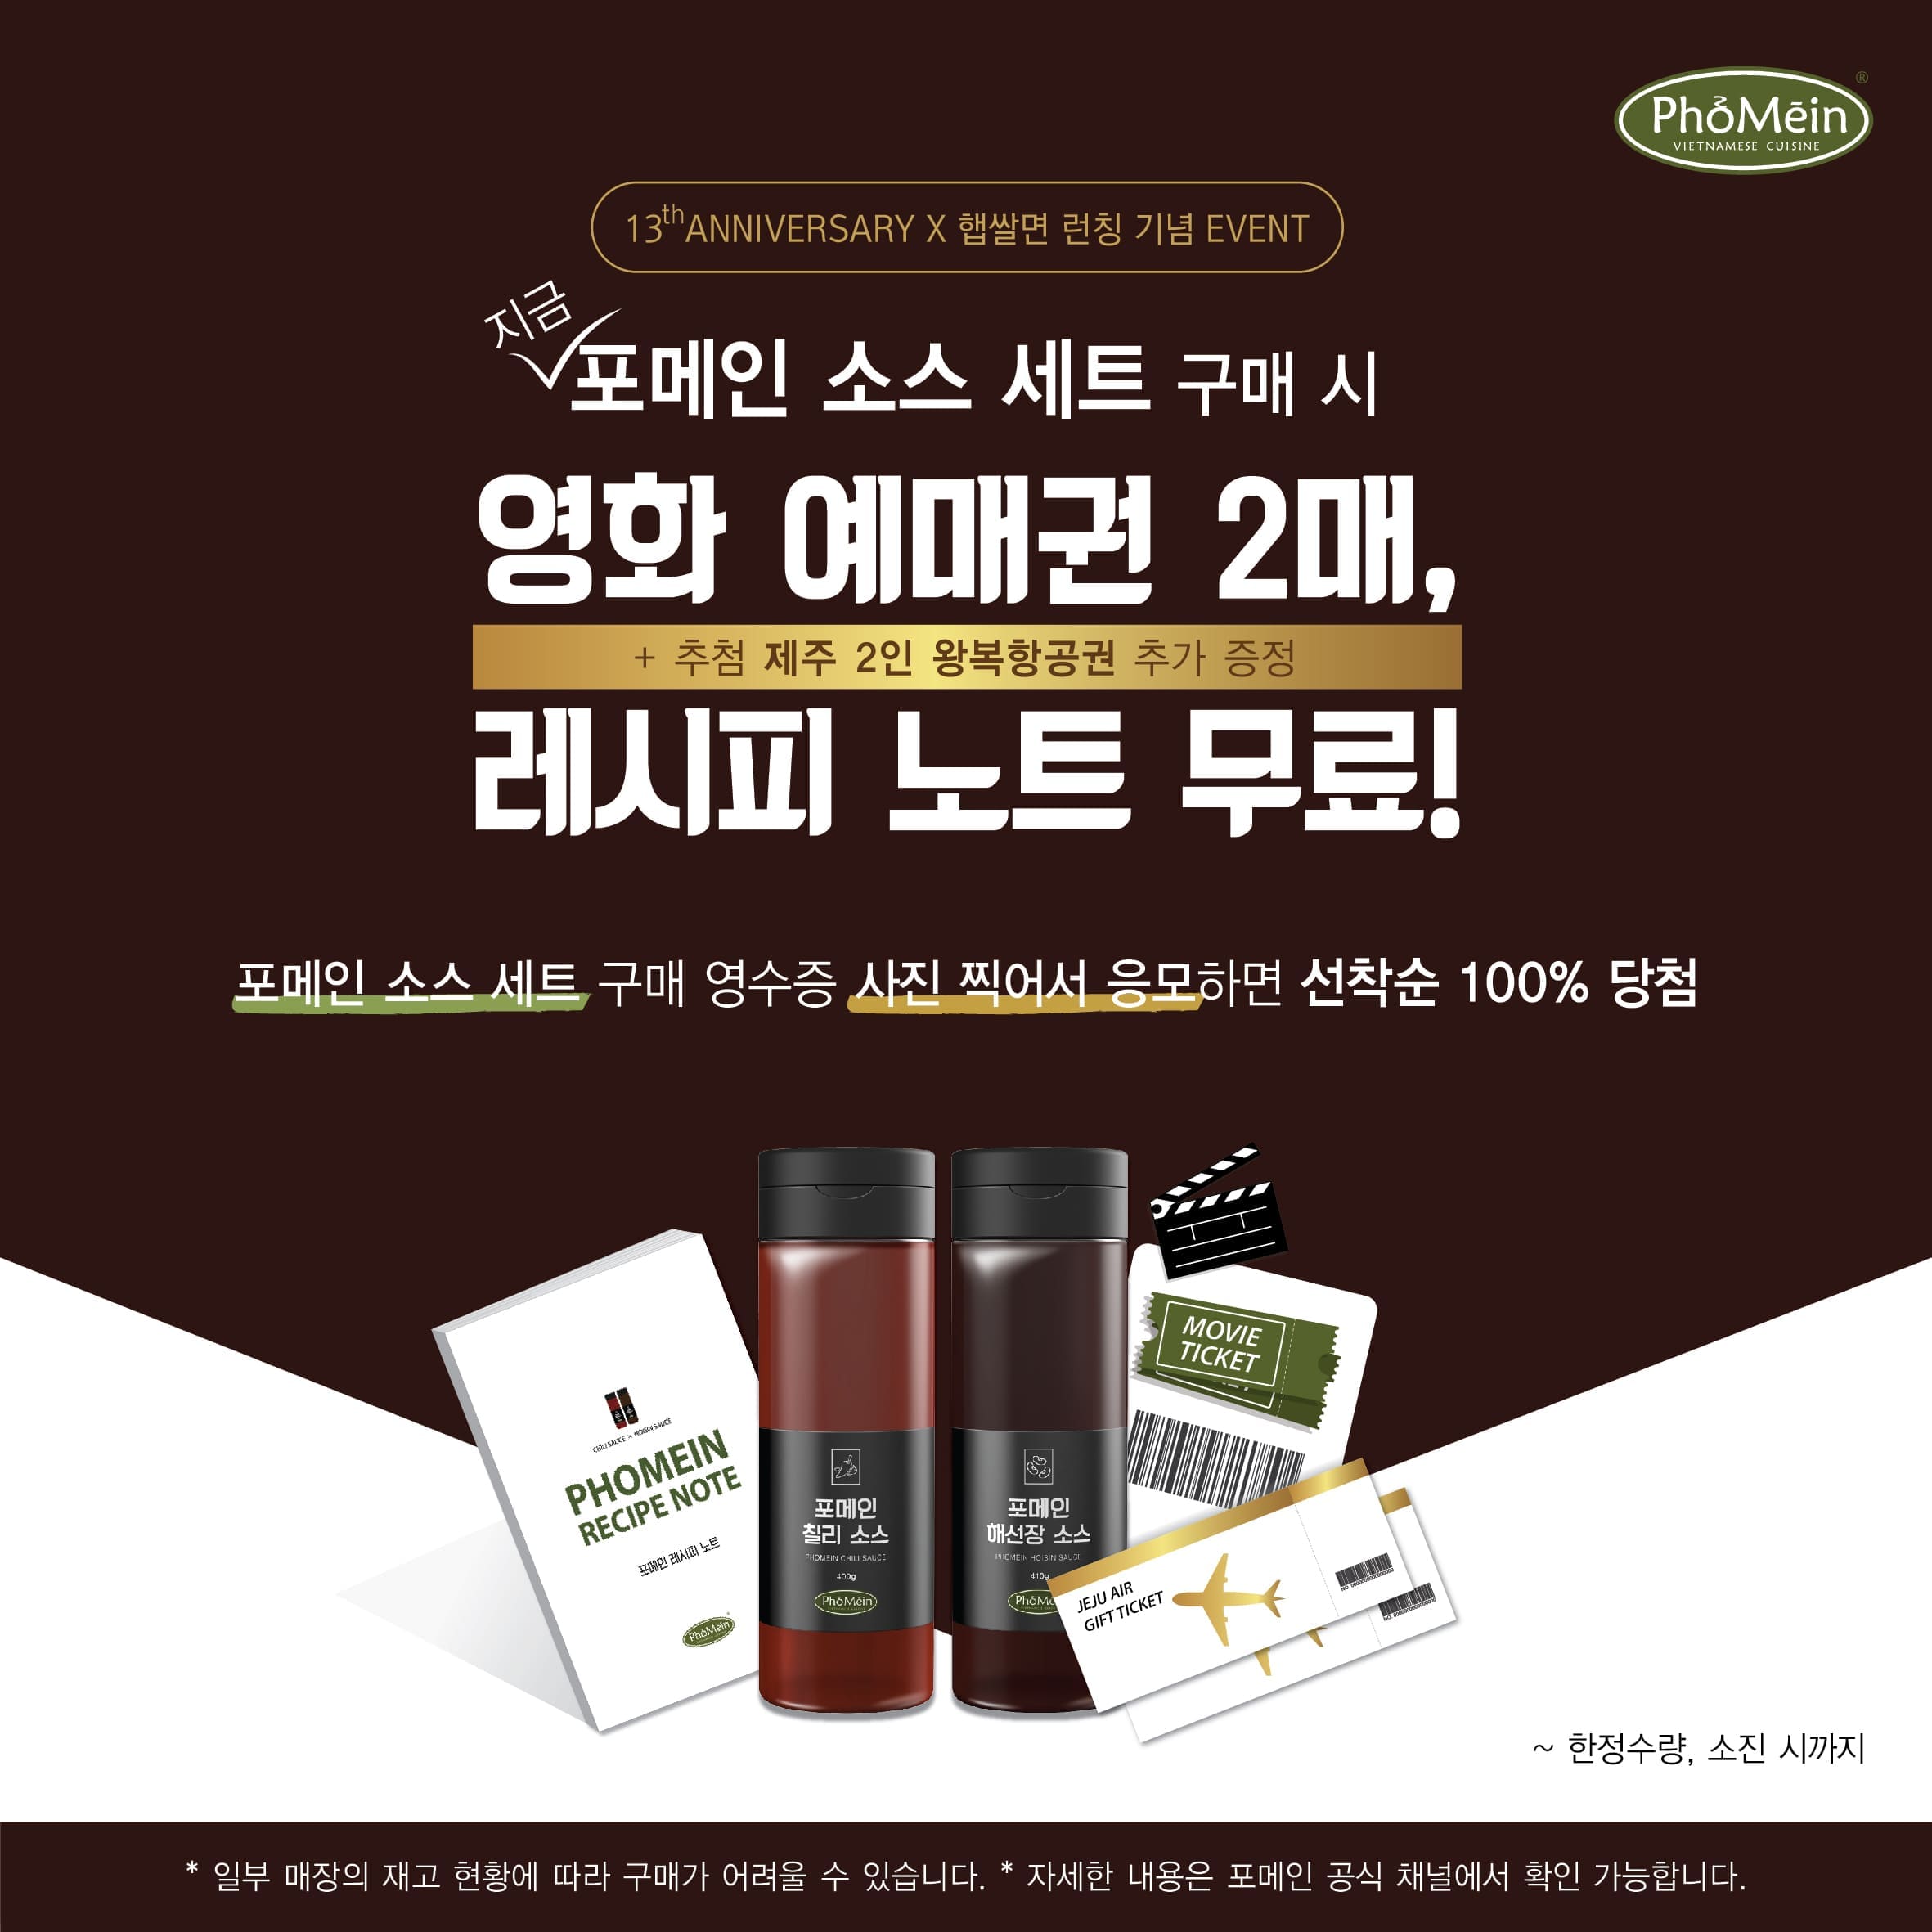 PhởMēin ®
VIETNAMESE CUISINE
13th ANNIVERSARY X 햅쌀면 런칭 기념 EVENT
지금
포메인 소스 세트 구매 시
영화 예매권 2매,
+ 추첨 제주 2인 왕복항공권 추가 증정
레시피 노트 무료!
포메인 소스 세트 구매 영수증 사진 찍어서 응모하면 선착순 100% 당첨
CHILI SAUCE × HOISIN SAUCE
PHOMEIN
RECIPE NOTE
포메인 레시피 노트
PhởMēin
포메인
칠리 소스
PHOMEIN CHILI SAUCE
400g
PhởMēin
포메인
해선장 소스
PHOMEIN HOISIN SAUCE
410g
PhởMē
MOVIE
TICKET
JEJU AIR
GIFT TICKET
~ 한정수량, 소진 시까지
* 일부 매장의 재고 현황에 따라 구매가 어려울 수 있습니다. * 자세한 내용은 포메인 공식 채널에서 확인 가능합니다.